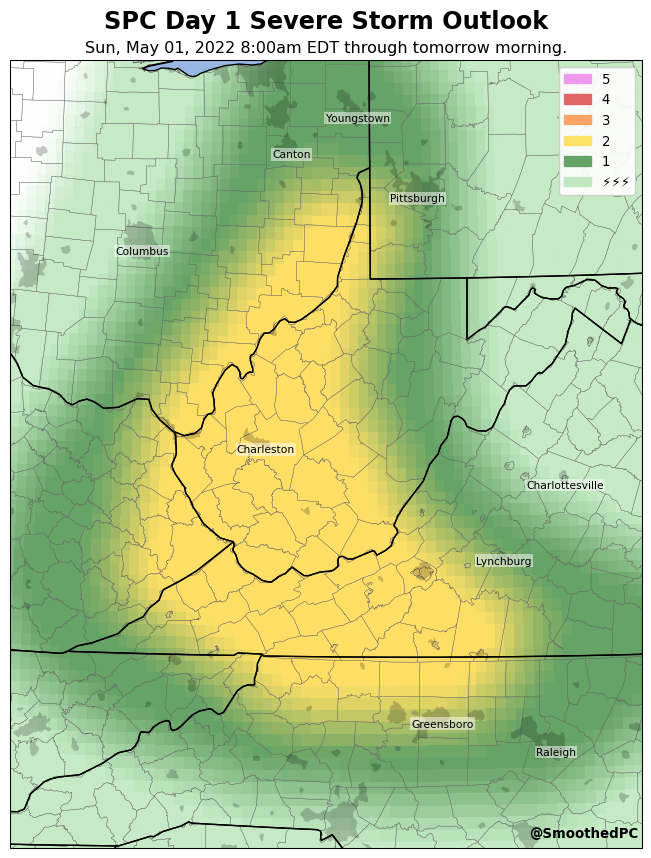 SPC Day 1 Severe Storm Outlook
Sun, May 01, 2022 8:00am EDT through tomorrow morning.
5
4
3
2
1
⚡⚡⚡
Youngstown
Canton
Pittsburgh
Columbus
Charleston
Charlottesville
Lynchburg
Greensboro
Raleigh
@SmoothedPC